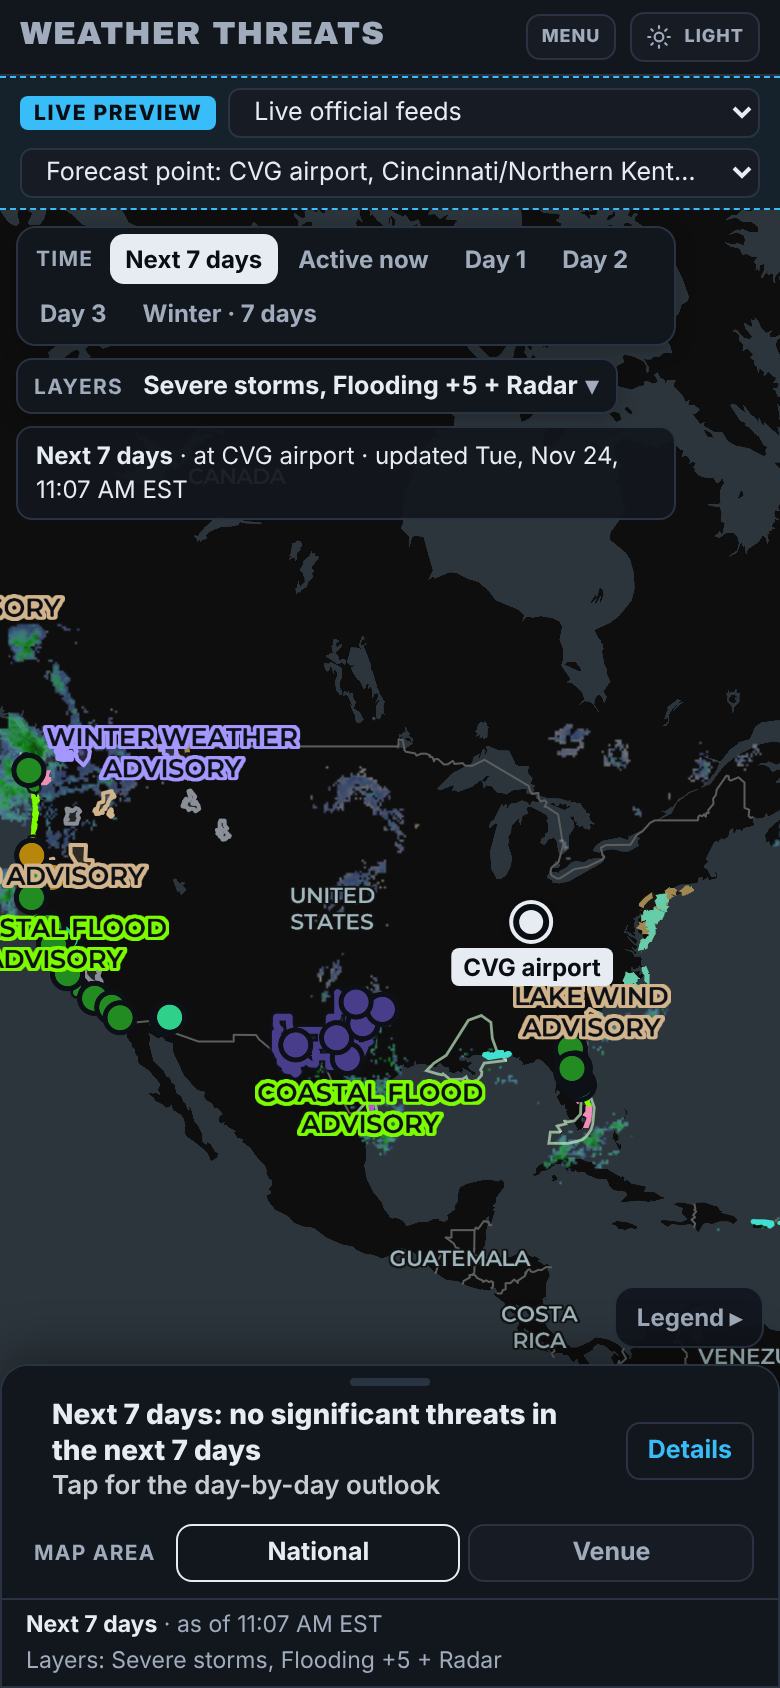 WEATHER THREATS
MENU
LIGHT
LIVE PREVIEW
Live official feeds
Forecast point: CVG airport, Cincinnati/Northern Kent...
TIME
Next 7 days
Active now
Day 1
Day 2
Day 3
Winter · 7 days
LAYERS
Severe storms, Flooding +5 + Radar ▾
Next 7 days · at CVG airport · updated Tue, Nov 24,
11:07 AM EST
CANADA
SORY
WINTER WEATHER
ADVISORY
ADVISORY
UNITED
STATES
STAL FLOOD
ADVISORY
CVG airport
LAKE WIND
ADVISORY
COASTAL FLOOD
ADVISORY
GUATEMALA
COSTA
RICA
Legend ▸
VENEZU
Next 7 days: no significant threats in
the next 7 days
Tap for the day-by-day outlook
Details
MAP AREA
National
Venue
Next 7 days · as of 11:07 AM EST
Layers: Severe storms, Flooding +5 + Radar